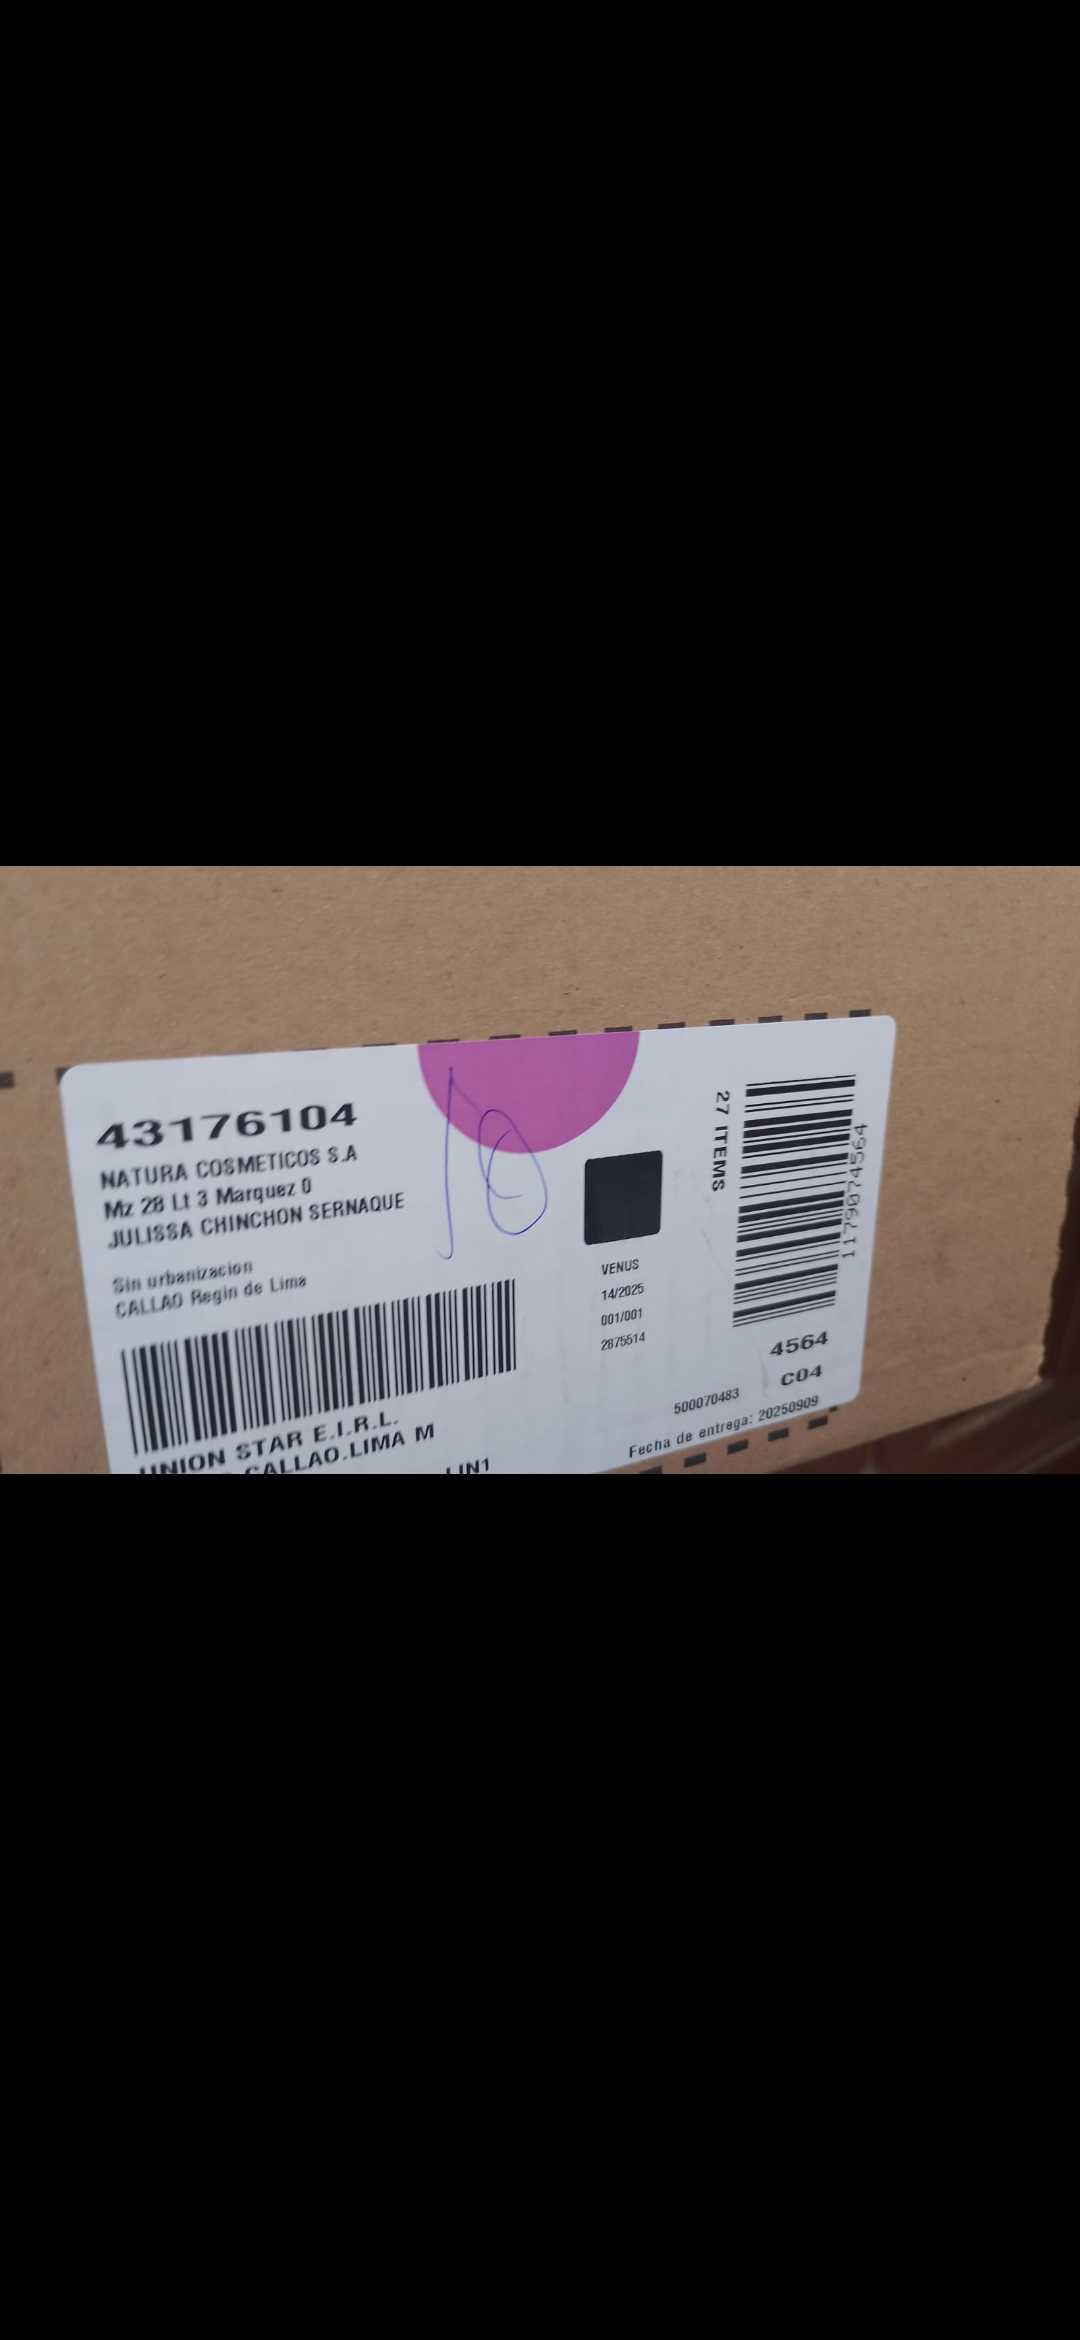 43176104
NATURA COSMETICOS S.A
Mz 28 Lt 3 Marquez 0
JULISSA CHINCHON SERNAQUE
Sin urbanizacion
CALLAO Regin de Lima
UNION STAR E.I.R.L.
CALLAO.LIMA M
10
VENUS
14/2025
001/001
2875514
27 ITEMS
1179074564
4564
C04
500070483
Fecha de entrega: 20250909